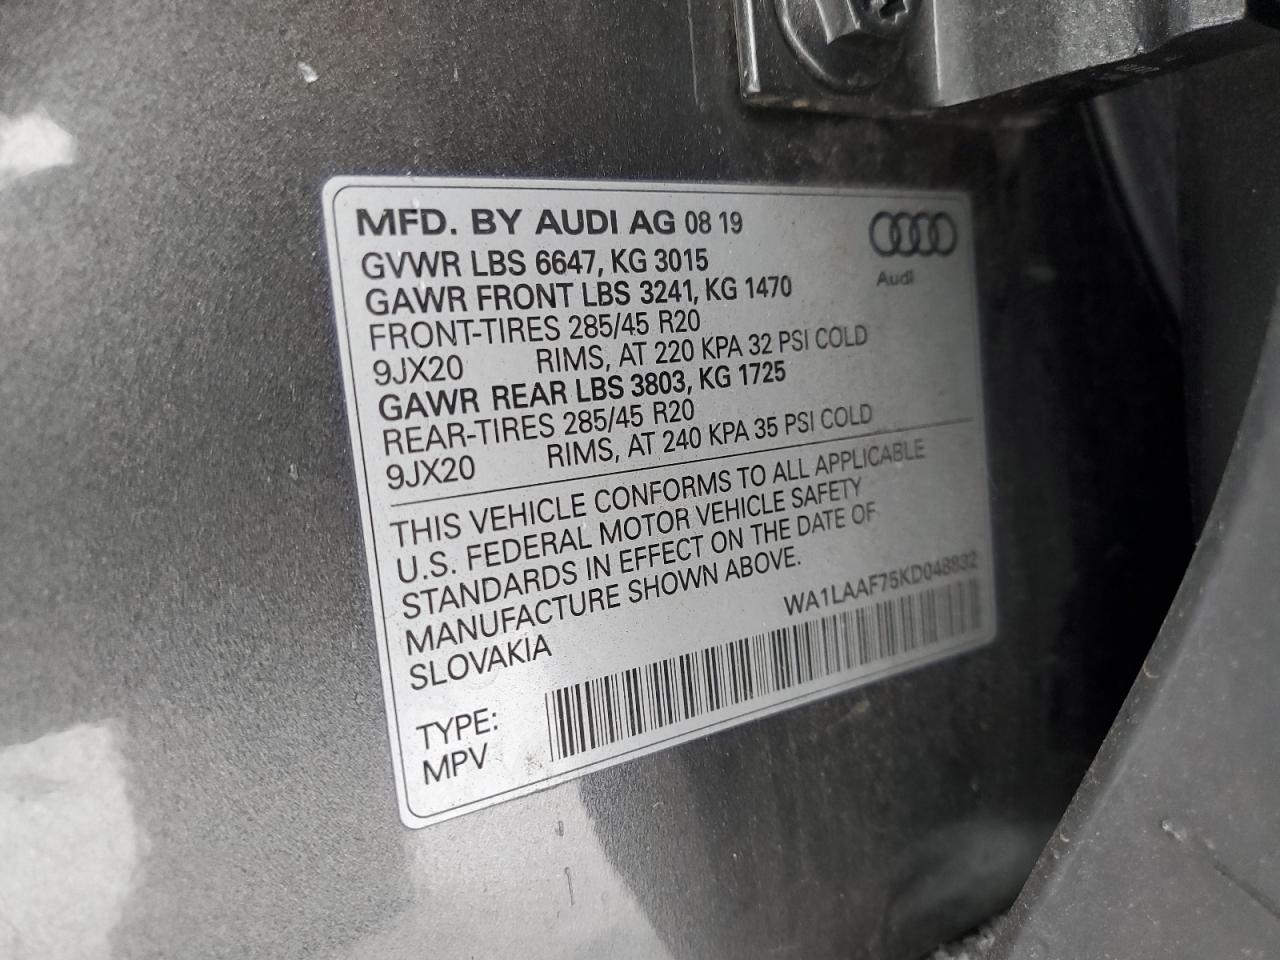 MFD. BY AUDI AG 08 19
Audi
GVWR LBS 6647, KG 3015
GAWR FRONT LBS 3241, KG 1470
FRONT-TIRES 285/45 R20
9JX20 RIMS, AT 220 KPA 32 PSI COLD
GAWR REAR LBS 3803, KG 1725
REAR-TIRES 285/45 R20
9JX20 RIMS, AT 240 KPA 35 PSI COLD
THIS VEHICLE CONFORMS TO ALL APPLICABLE
U.S. FEDERAL MOTOR VEHICLE SAFETY
STANDARDS IN EFFECT ON THE DATE OF
MANUFACTURE SHOWN ABOVE.
SLOVAKIA
WA1LAAF75KD048832
TYPE:
MPV